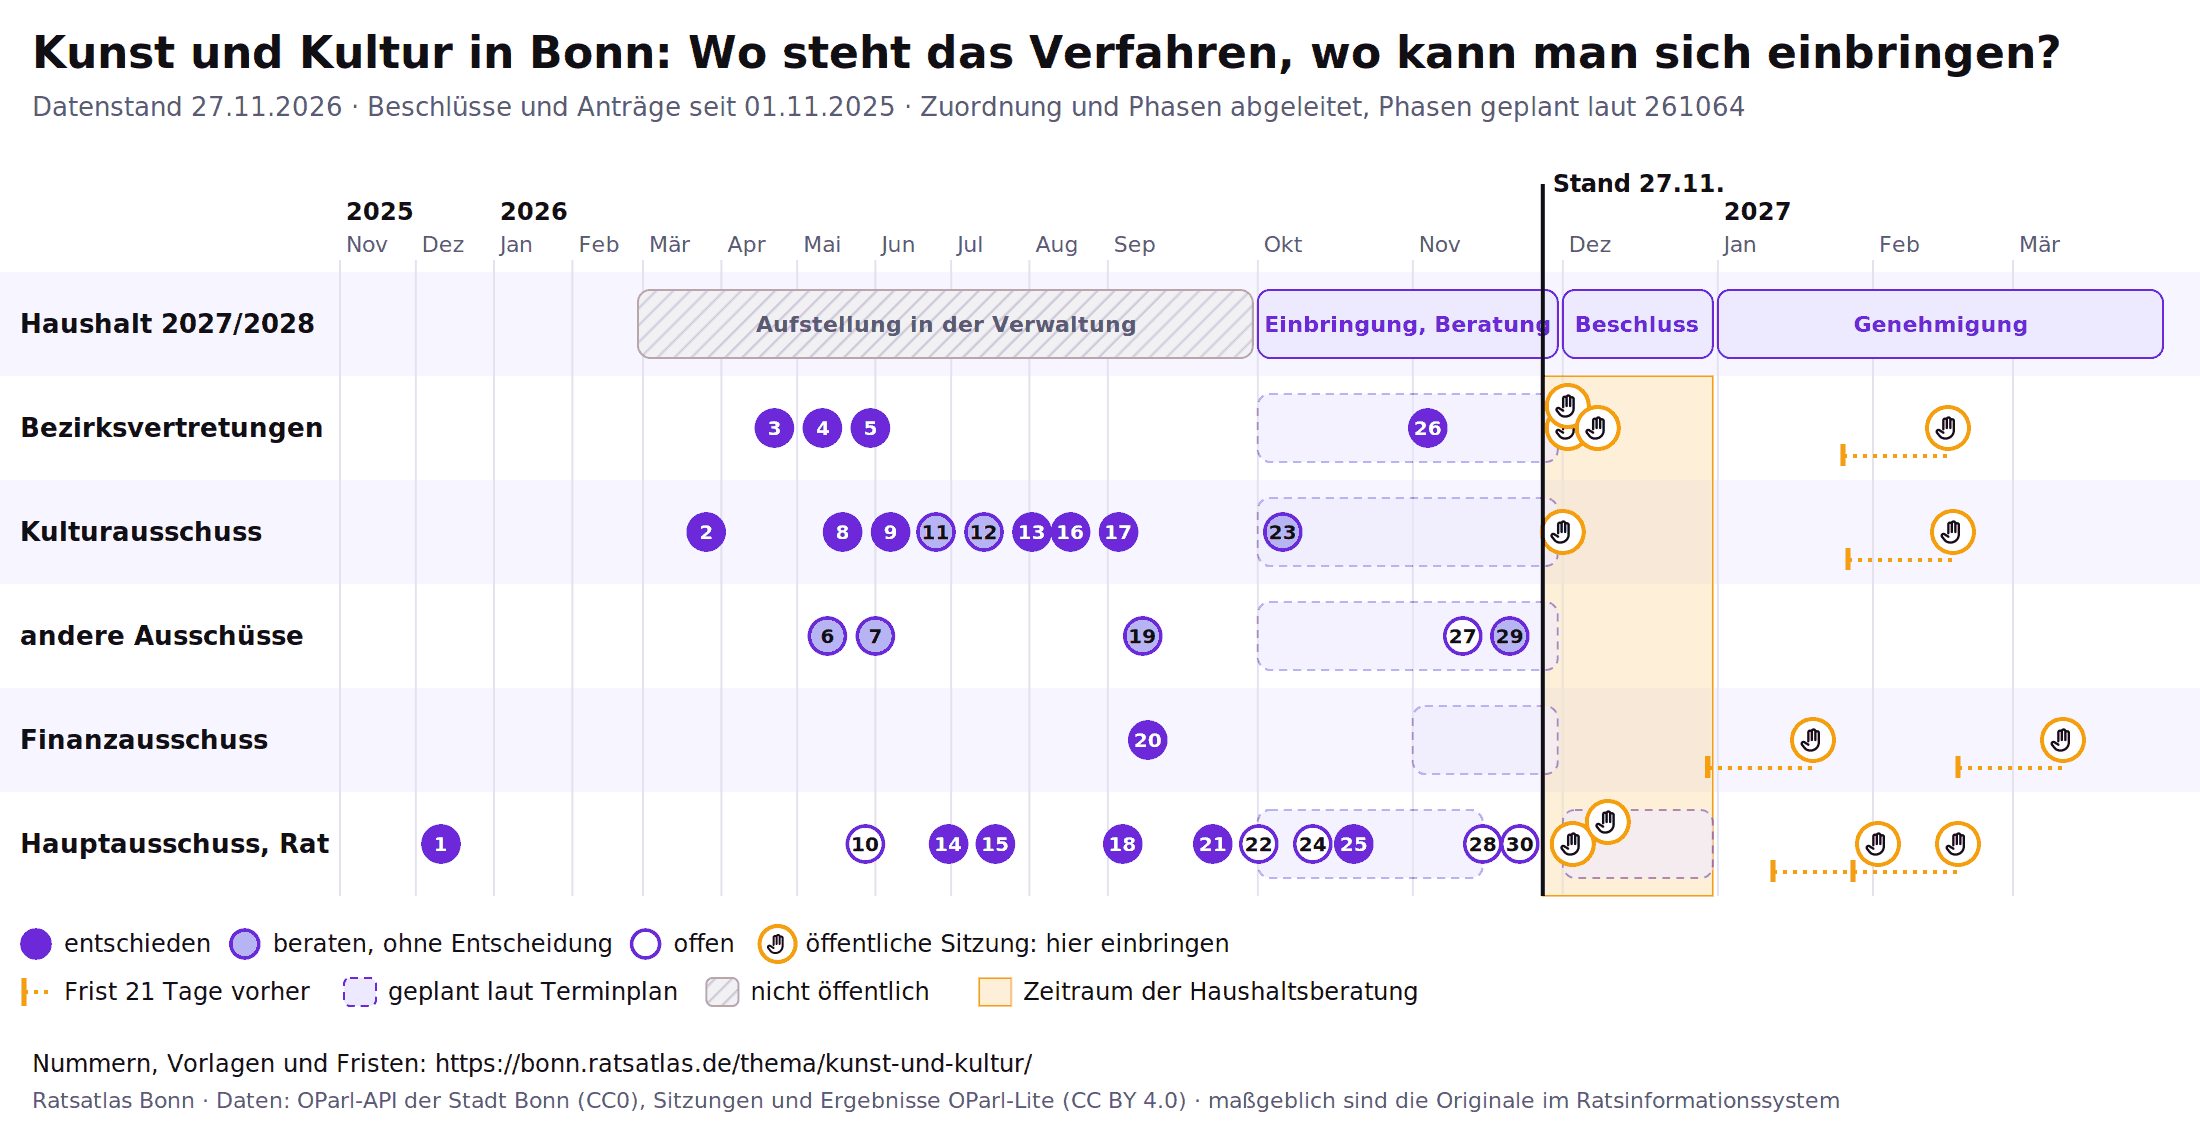 Kunst und Kultur in Bonn: Wo steht das Verfahren, wo kann man sich einbringen?
Datenstand 27.11.2026 · Beschlüsse und Anträge seit 01.11.2025 · Zuordnung und Phasen abgeleitet, Phasen geplant laut 261064
Stand 27.11.
2025 2026 2027
Nov Dez Jan Feb Mär Apr Mai Jun Jul Aug Sep Okt Nov Dez Jan Feb Mär
Haushalt 2027/2028 Aufstellung in der Verwaltung Einbringung, Beratung Beschluss Genehmigung
Bezirksvertretungen 3 4 5 26
Kulturausschuss 2 8 9 11 12 13 16 17 23
andere Ausschüsse 6 7 19 27 29
Finanzausschuss 20
Hauptausschuss, Rat 1 10 14 15 18 21 22 24 25 28 30
entschieden beraten, ohne Entscheidung offen öffentliche Sitzung: hier einbringen
Frist 21 Tage vorher geplant laut Terminplan nicht öffentlich Zeitraum der Haushaltsberatung
Nummern, Vorlagen und Fristen: https://bonn.ratsatlas.de/thema/kunst-und-kultur/
Ratsatlas Bonn · Daten: OParl-API der Stadt Bonn (CC0), Sitzungen und Ergebnisse OParl-Lite (CC BY 4.0) · maßgeblich sind die Originale im Ratsinformationssystem